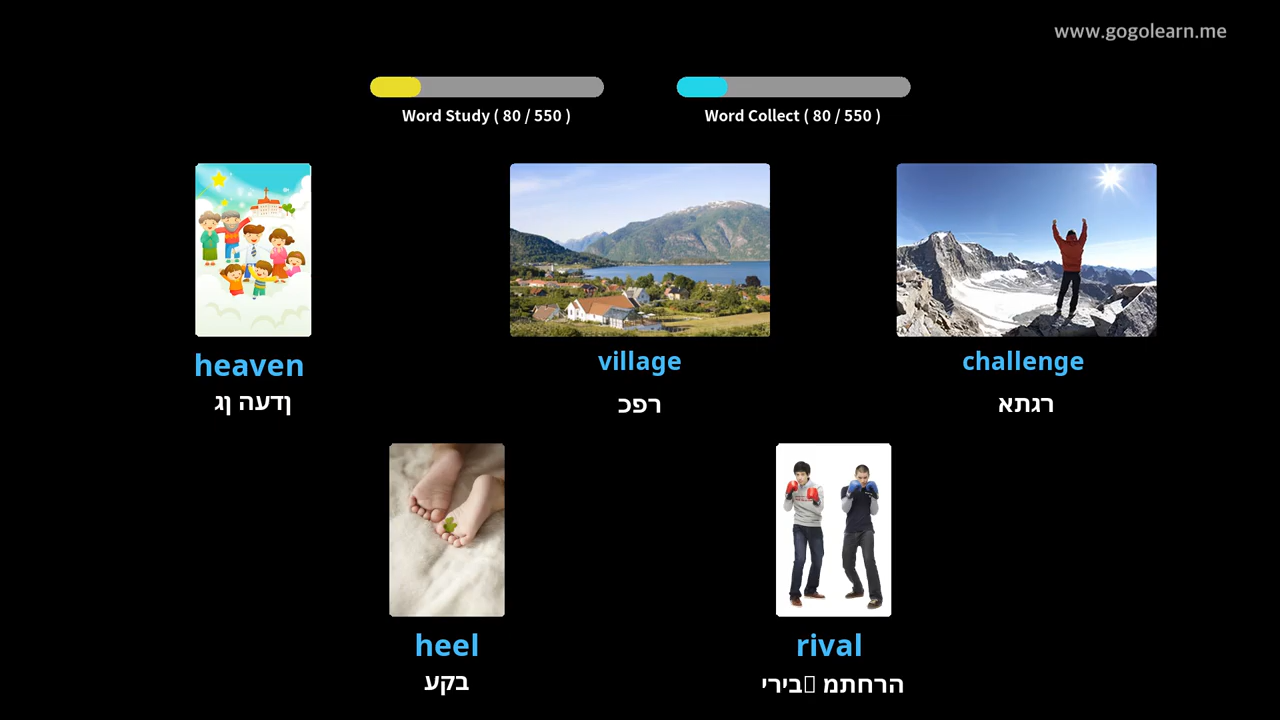 www.gogolearn.me
Word Study ( 80 / 550 )
Word Collect ( 80 / 550 )
heaven
ןדעה ןג
village
רפכ
challenge
רגתא
heel
בקע
rival
הרחתמ ביריי